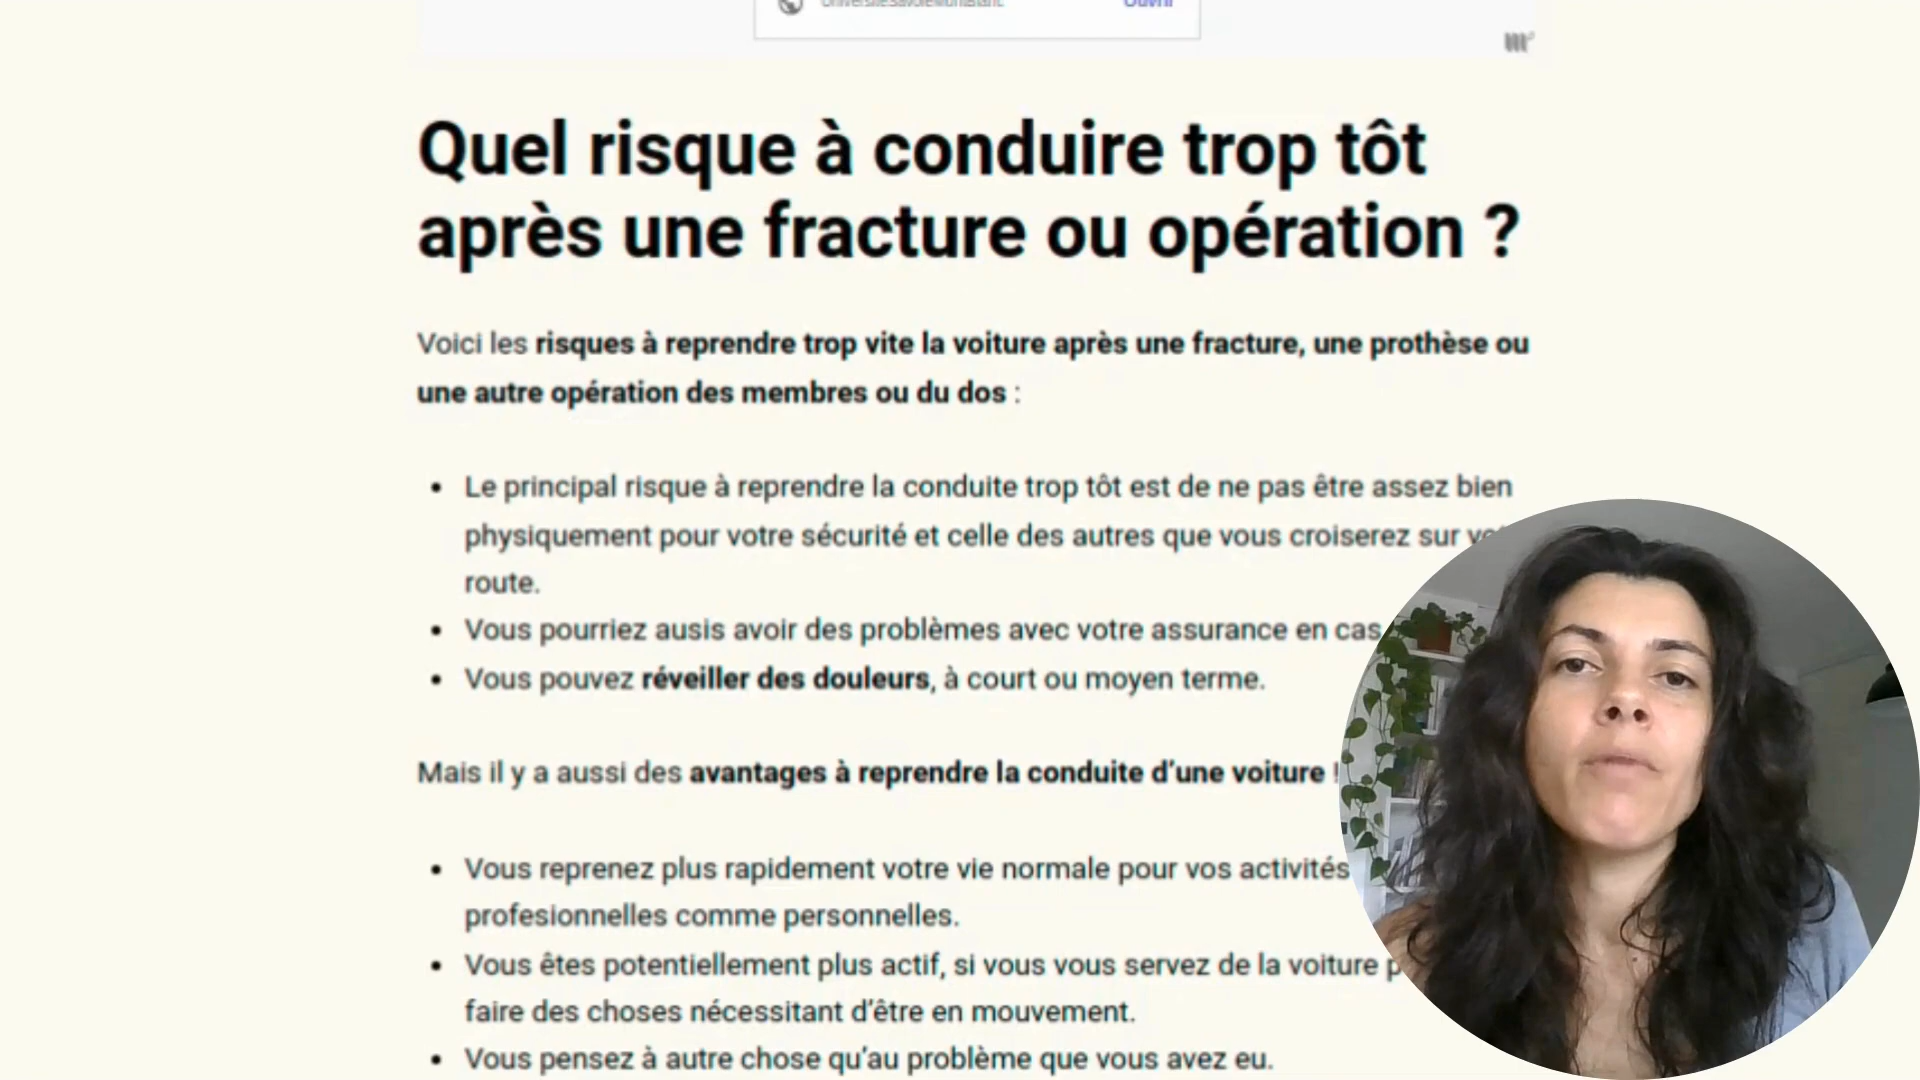 Ouvrir
Quel risque à conduire trop tôt
après une fracture ou opération ?
Voici les risques à reprendre trop vite la voiture après une fracture, une prothèse ou
une autre opération des membres ou du dos :
Le principal risque à reprendre la conduite trop tôt est de ne pas être assez bien
physiquement pour votre sécurité et celle des autres que vous croiserez sur
route.
Vous pourriez ausis avoir des problèmes avec votre assurance en cas
Vous pouvez réveiller des douleurs, à court ou moyen terme.
Mais il y a aussi des avantages à reprendre la conduite d'une voiture !
Vous reprenez plus rapidement votre vie normale pour vos activités
profesionnelles comme personnelles.
Vous êtes potentiellement plus actif, si vous vous servez de la voiture
faire des choses nécessitant d'être en mouvement.
Vous pensez à autre chose qu'au problème que vous avez eu.